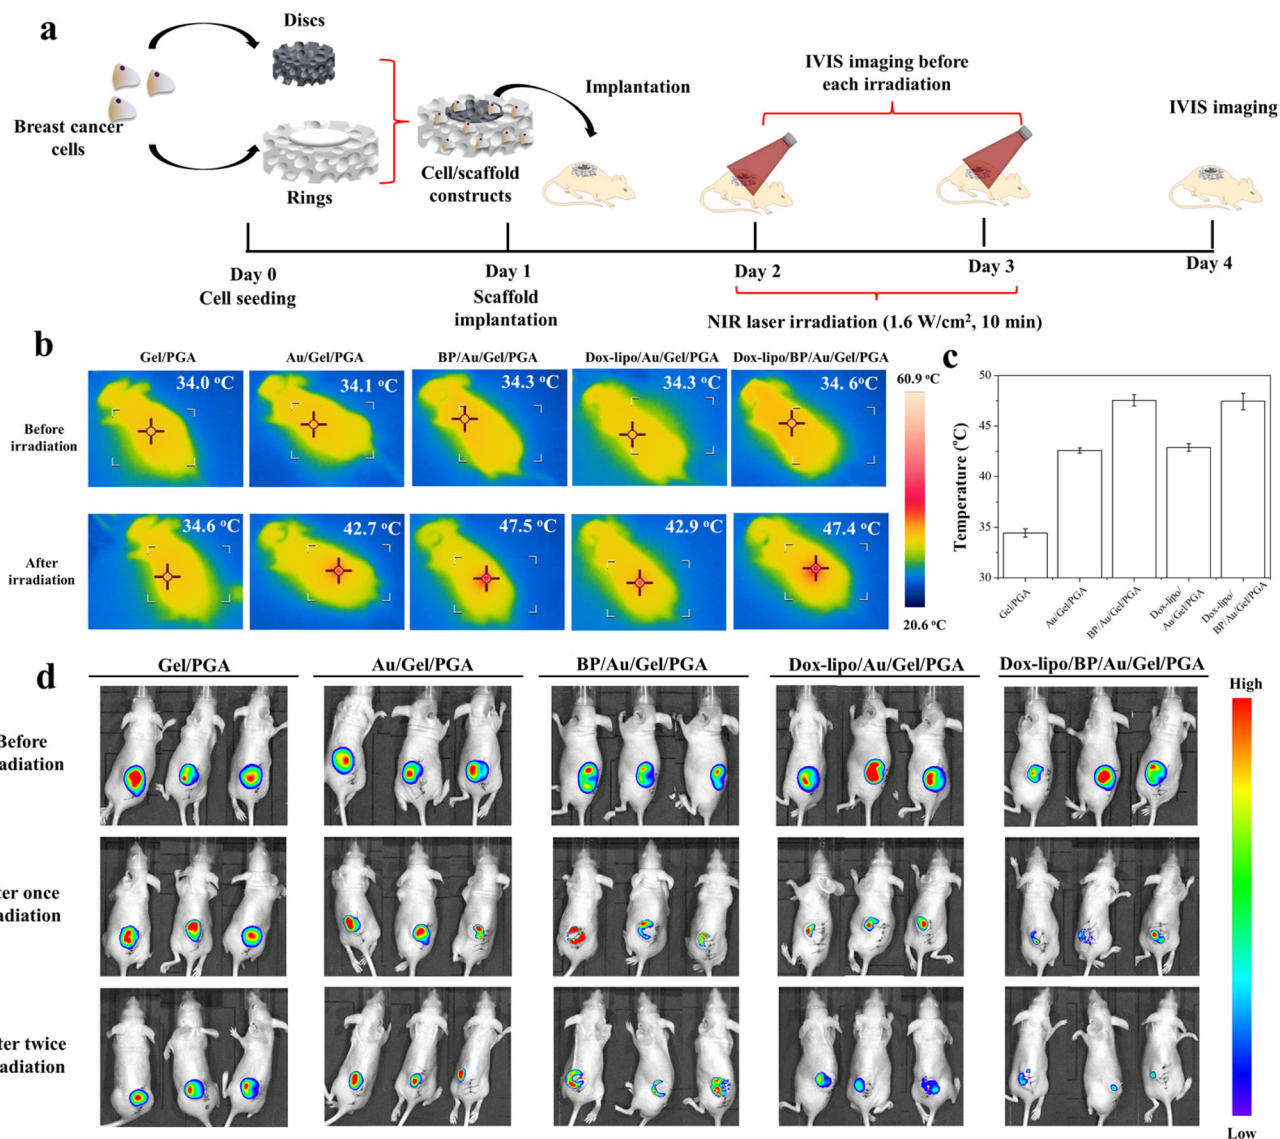 a
Discs
Breast cancer
cells
Rings
Cell/scaffold
constructs
Implantation
IVIS imaging before
each irradiation
IVIS imaging
Day 0
Cell seeding
Day 1
Scaffold
implantation
Day 2
Day 3
Day 4
NIR laser irradiation (1.6 W/cm², 10 min)
b
Gel/PGA
Au/Gel/PGA
BP/Au/Gel/PGA
Dox-lipo/Au/Gel/PGA
Dox-lipo/BP/Au/Gel/PGA
Before
irradiation
34.0 °C
34.1 °C
34.3 °C
34.3 °C
34. 6°C
60.9 °C
After
irradiation
34.6 °C
42.7 °C
47.5 °C
42.9 °C
47.4 °C
20.6 °C
c
Temperature (°C)
50
45
40
35
30
Gel/PGA
Au/Gel/PGA
BP/Au/Gel/PGA
Dox-lipo/
Au/Gel/PGA
Dox-lipo/
BP/Au/Gel/PGA
d
Gel/PGA
Au/Gel/PGA
BP/Au/Gel/PGA
Dox-lipo/Au/Gel/PGA
Dox-lipo/BP/Au/Gel/PGA
High
Before
adiation
ter once
adiation
ter twice
adiation
Low